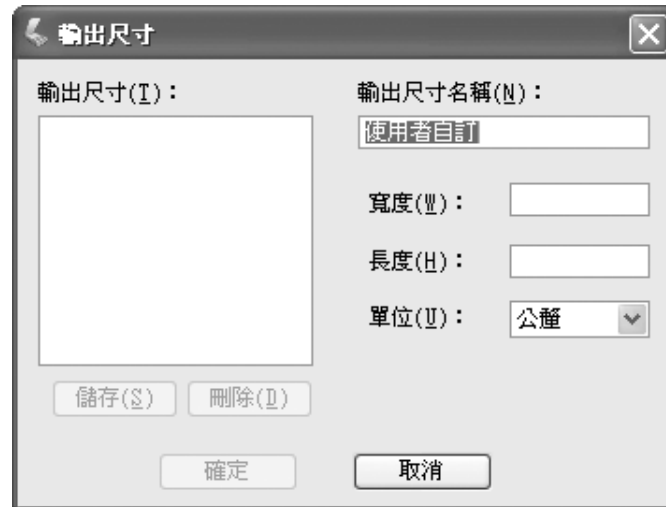 輸出尺寸
輸出尺寸(T)：
輸出尺寸名稱(N)：
使用者自訂
寬度(W)：
長度(H)：
單位(U)：
公釐
儲存(S)
刪除(D)
確定
取消